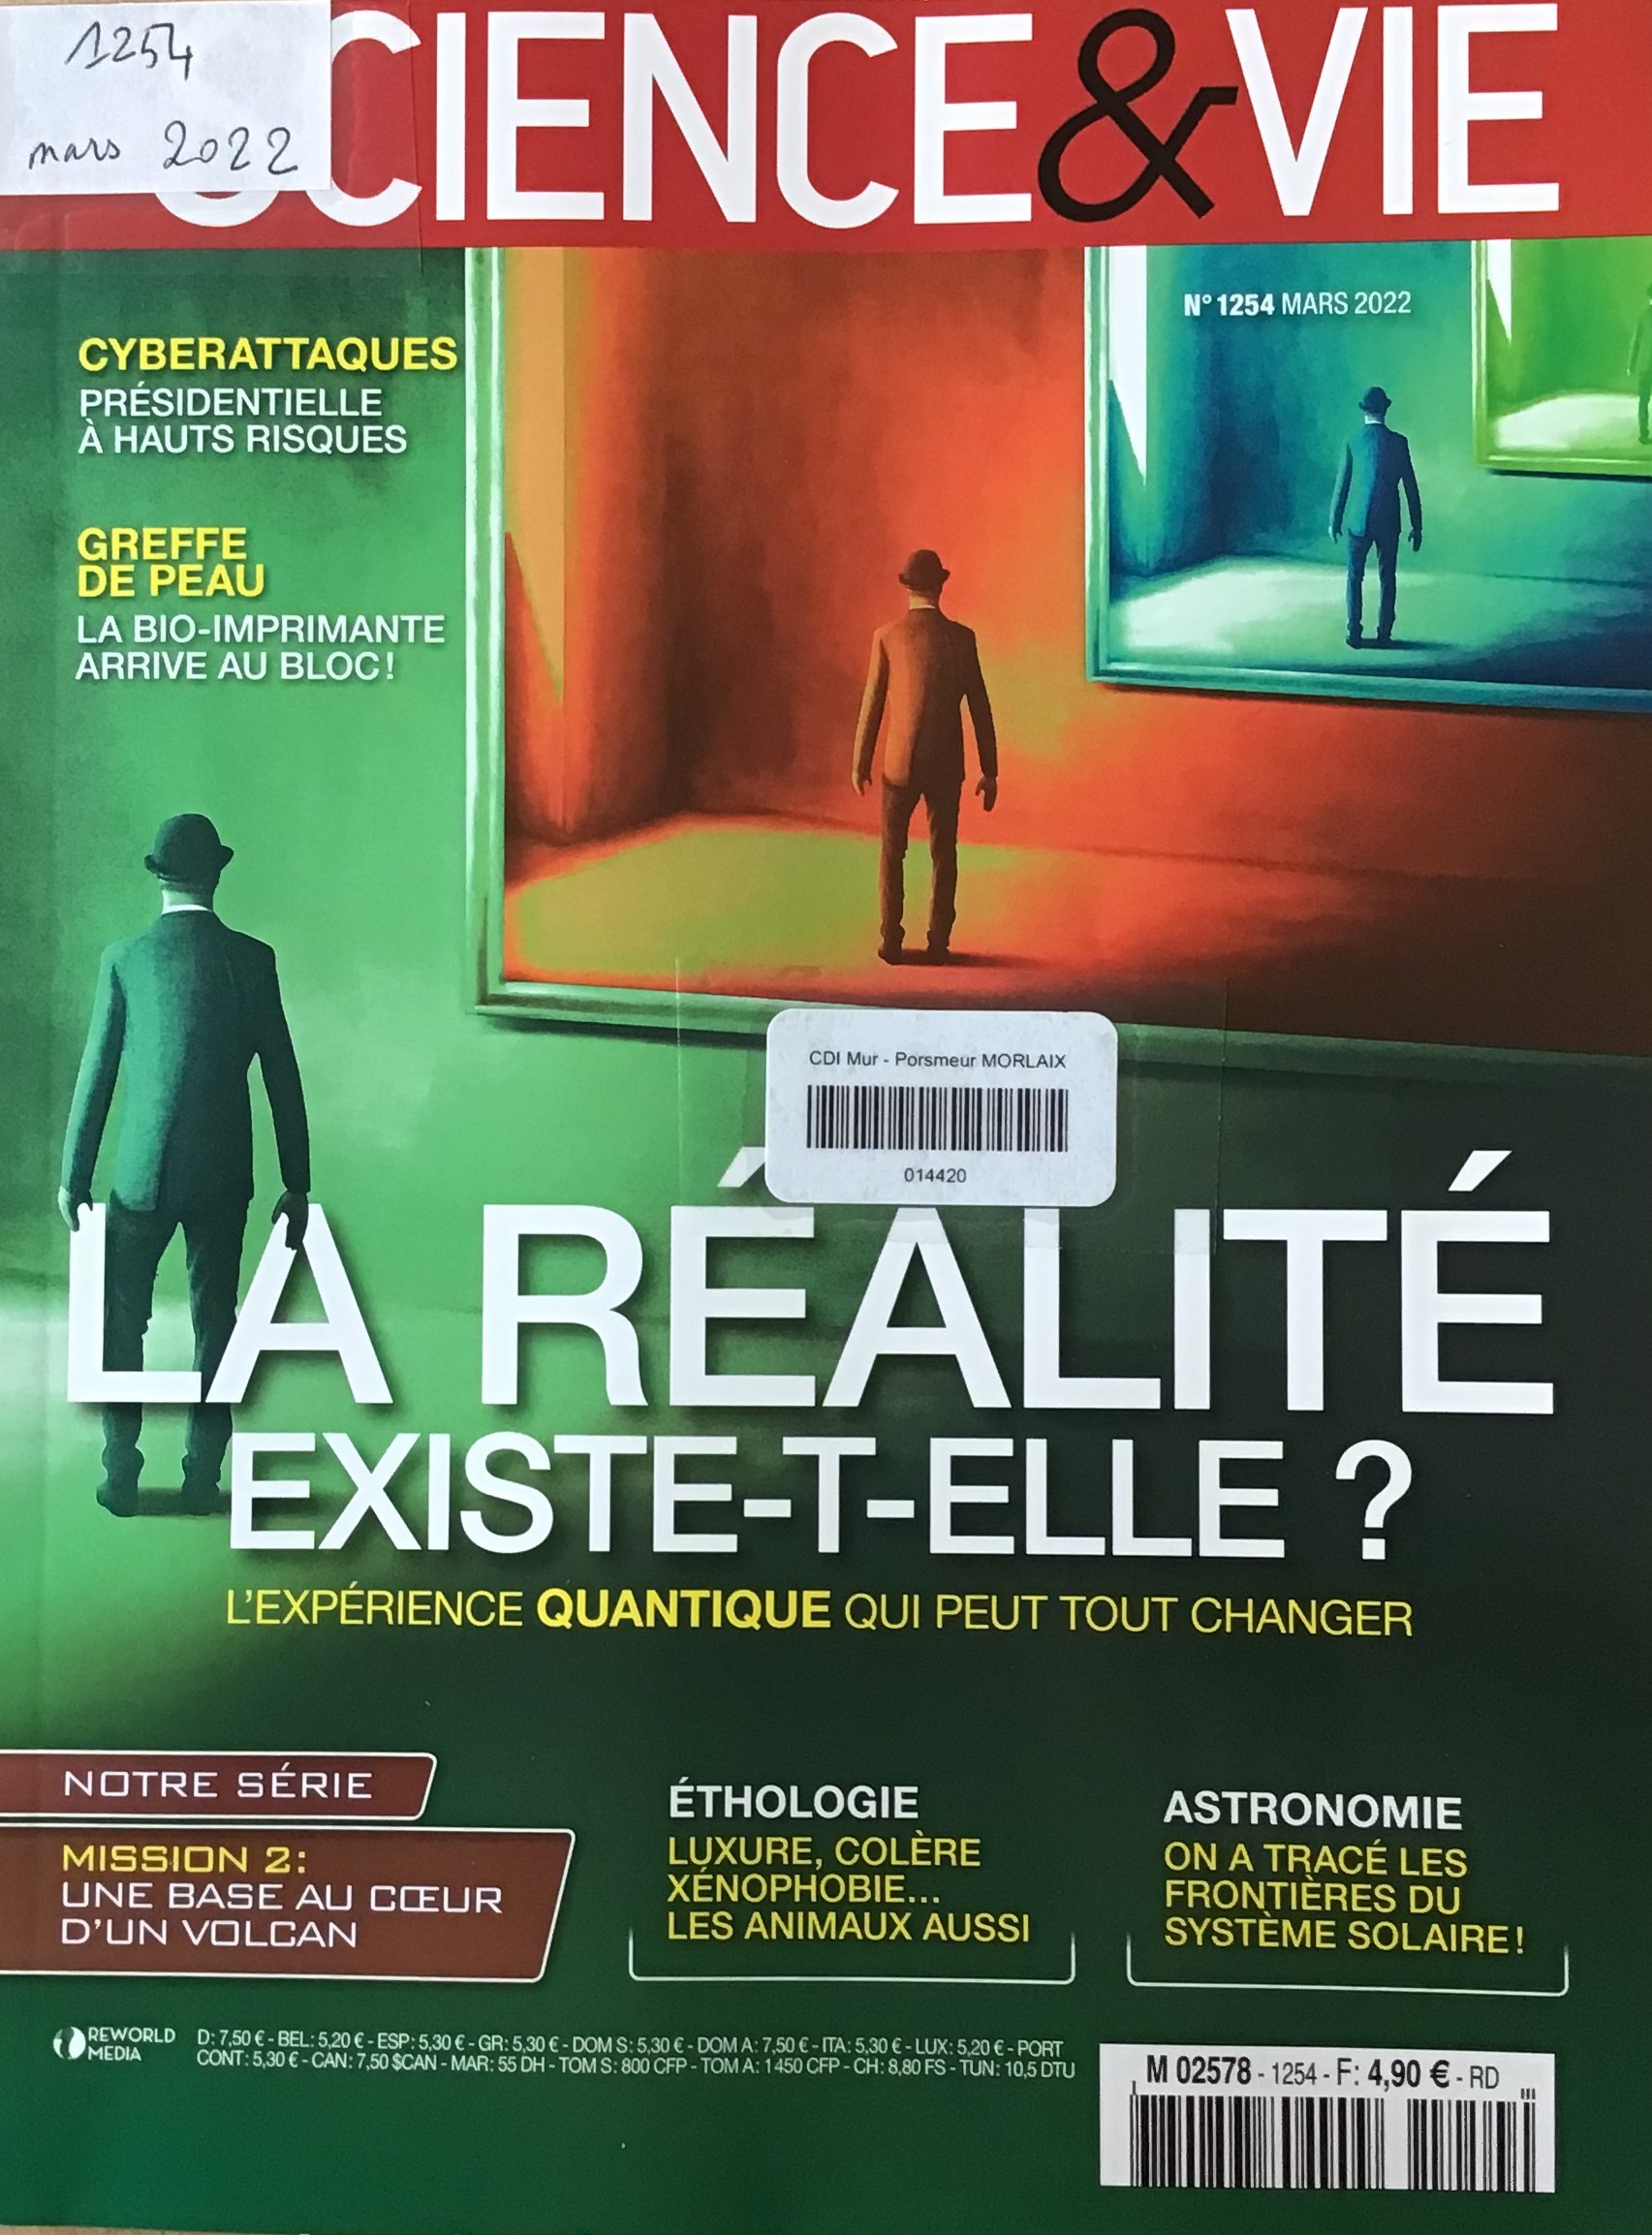 1254
mars 2022
SCIENCE&VIE
N° 1254 MARS 2022
CYBERATTAQUES
PRÉSIDENTIELLE
À HAUTS RISQUES
GREFFE
DE PEAU
LA BIO-IMPRIMANTE
ARRIVE AU BLOC!
CDI Mur - Porsmeur MORLAIX
014420
LA RÉALITÉ
EXISTE-T-ELLE ?
L'EXPÉRIENCE QUANTIQUE QUI PEUT TOUT CHANGER
NOTRE SÉRIE
MISSION 2:
UNE BASE AU CŒUR
D'UN VOLCAN
ÉTHOLOGIE
LUXURE, COLÈRE
XÉNOPHOBIE...
LES ANIMAUX AUSSI
ASTRONOMIE
ON A TRACÉ LES
FRONTIÈRES DU
SYSTÈME SOLAIRE!
REWORLD
MEDIA
D: 7,50 € - BEL: 5,20 € - ESP: 5,30 € - GR: 5,30 € - DOM S: 5,30 € - DOM A: 7,50 € - ITA: 5,30 € - LUX: 5,20 € - PORT
CONT: 5,30 € - CAN: 7,50 $CAN - MAR: 55 DH - TOM S: 800 CFP - TOM A: 1450 CFP - CH: 8,80 FS - TUN: 10,5 DTU
M 02578 - 1254 - F: 4,90 € - RD